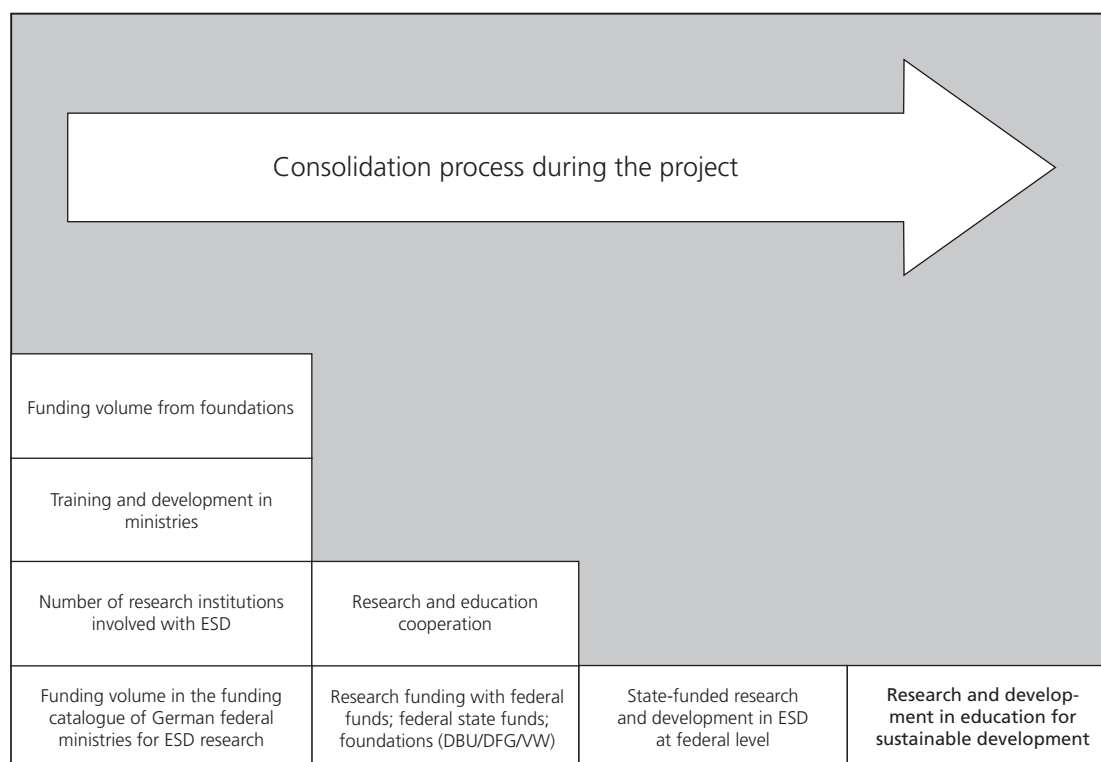 Consolidation process during the project
Funding volume from foundations
Training and development in
ministries
Number of research institutions
involved with ESD
Research and education
cooperation
Funding volume in the funding
catalogue of German federal
ministries for ESD research
Research funding with federal
funds; federal state funds;
foundations (DBU/DFG/VW)
State-funded research
and development in ESD
at federal level
Research and develop-
ment in education for
sustainable development